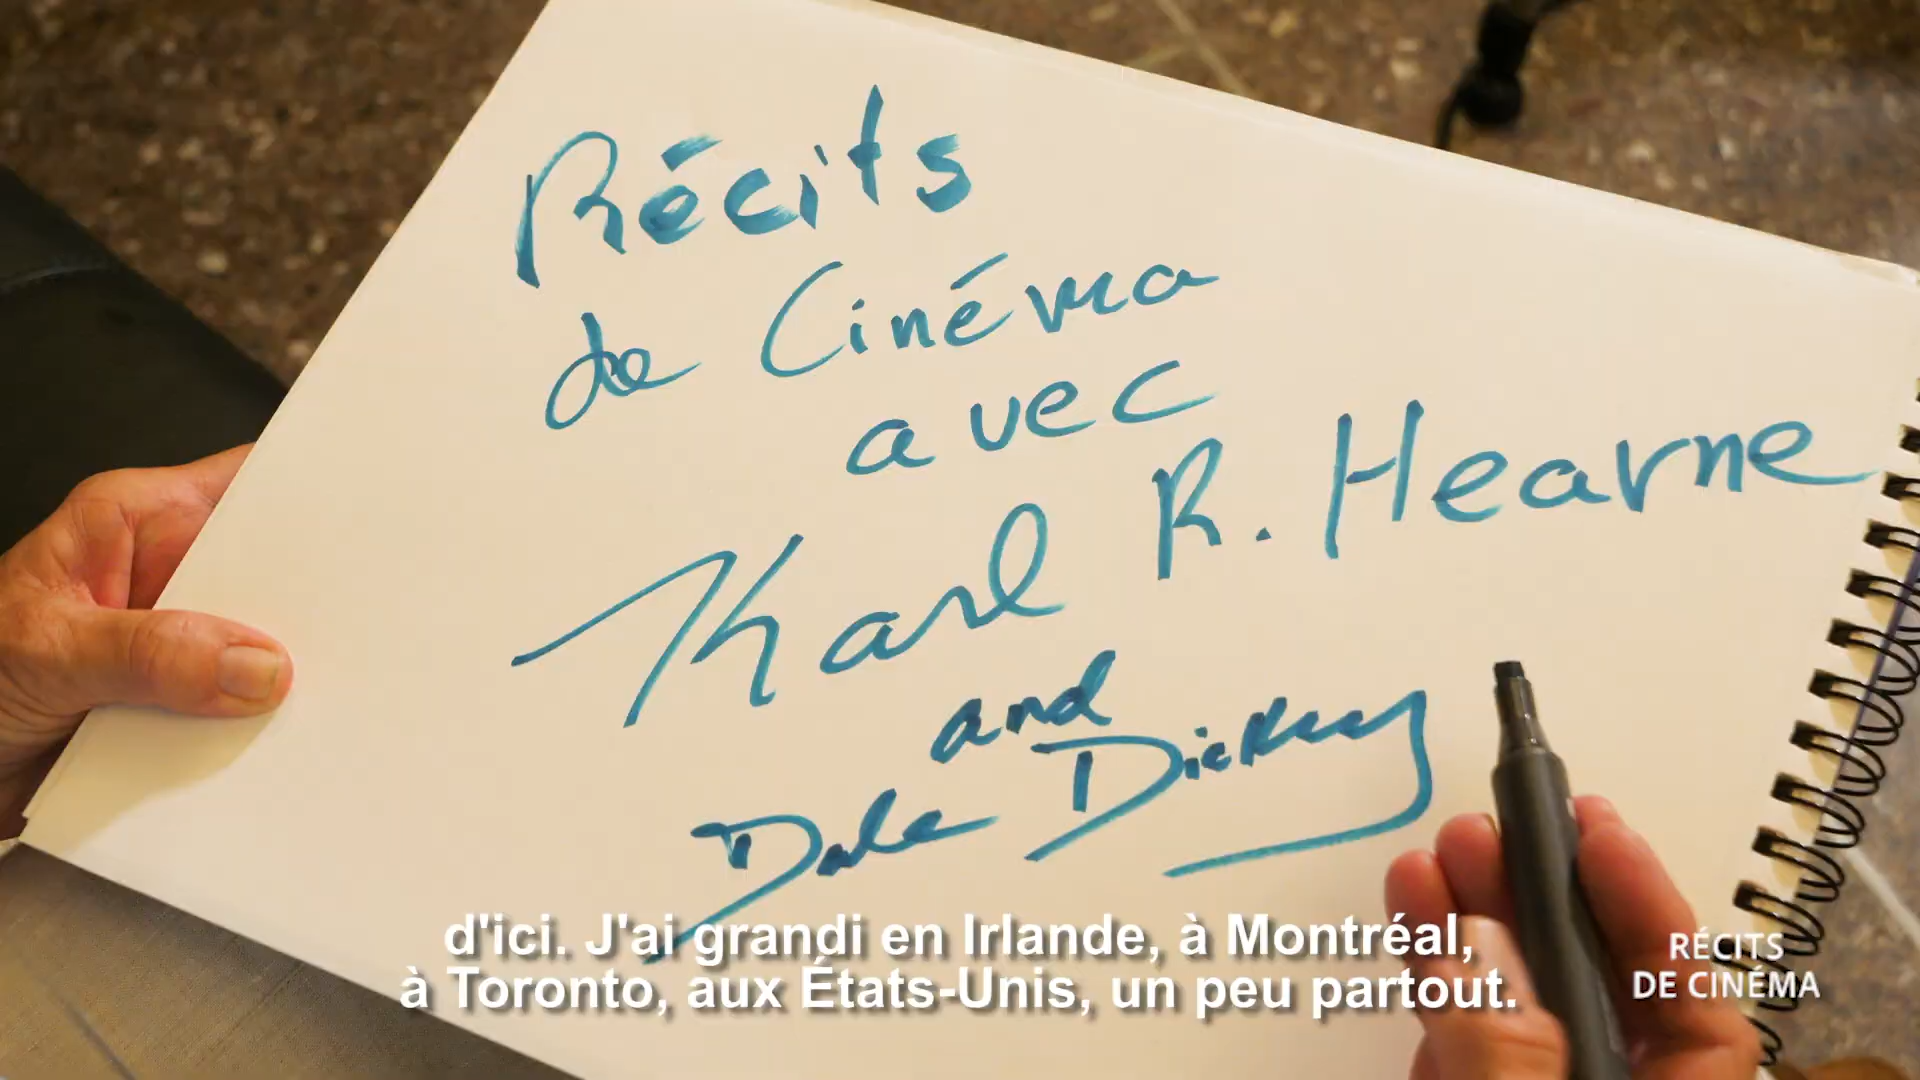 Récits
de Cinéma
avec
Karl R. Hearne
and
Dale Dickey
d'ici. J'ai grandi en Irlande, à Montréal,
à Toronto, aux États-Unis, un peu partout.
RÉCITS
DE CINÉMA